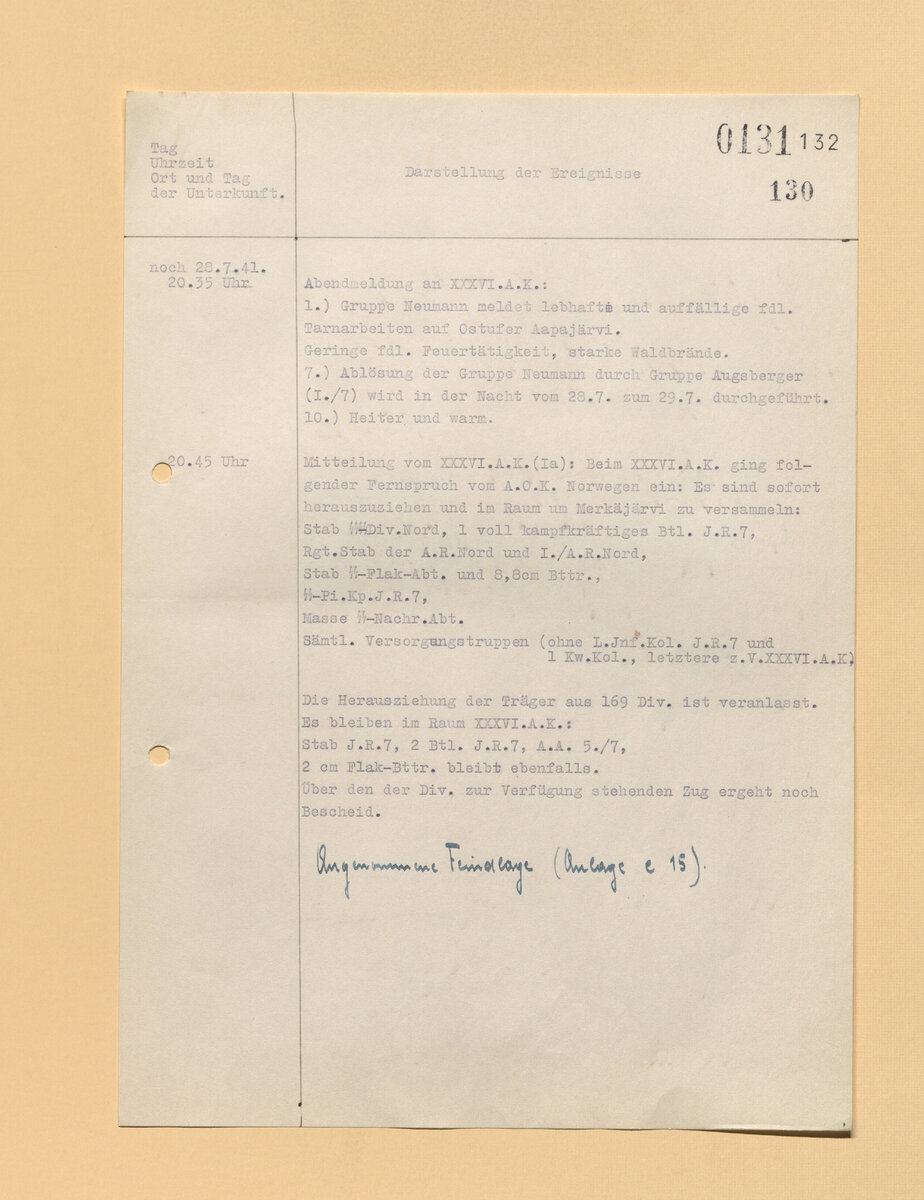 Tag
Uhrzeit
Ort und Tag
der Unterkunft.
Darstellung der Ereignisse
0131 132
130
noch 28.7.41.
20.35 Uhr
Abendmeldung an XXXVI.A.K.:
1.) Gruppe Neumann meldet lebhafte und auffällige fdl.
Tarnarbeiten auf Ostufer Aapajärvi.
Geringe fdl. Feuertätigkeit, starke Waldbrände.
7.) Ablösung der Gruppe Neumann durch Gruppe Augsberger
(I./7) wird in der Nacht vom 28.7. zum 29.7. durchgeführt.
10.) Heiter und warm.
20.45 Uhr
Mitteilung vom XXXVI.A.K.(Ia): Beim XXXVI.A.K. ging fol-
gender Fernspruch vom A.O.K. Norwegen ein: Es sind sofort
herauszuziehen und im Raum um Merkäjärvi zu versammeln:
Stab ᛋᛋ-Div.Nord, 1 voll kampfkräftiges Btl. J.R.7,
Rgt.Stab der A.R.Nord und I./A.R.Nord,
Stab ᛋᛋ-Flak-Abt. und 8,8cm Bttr.,
ᛋᛋ-Pi.Kp.J.R.7,
Masse ᛋᛋ-Nachr.Abt.
Sämtl. Versorgungstruppen (ohne L.Jnf.Kol. J.R.7 und
1 Kw.Kol., letztere z.V.XXXVI.A.K)
Die Herausziehung der Träger aus 169 Div. ist veranlasst.
Es bleiben im Raum XXXVI.A.K.:
Stab J.R.7, 2 Btl. J.R.7, A.A. 5./7,
2 cm Flak-Bttr. bleibt ebenfalls.
Über den der Div. zur Verfügung stehenden Zug ergeht noch
Bescheid.
Angenommene Feindlage (Anlage c 15).